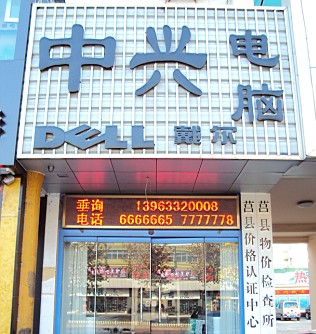 中兴电脑
DELL 戴尔
垂询 13963320008
电话 6666665 7777778
莒县价格认证中心
莒县物价检查所
热